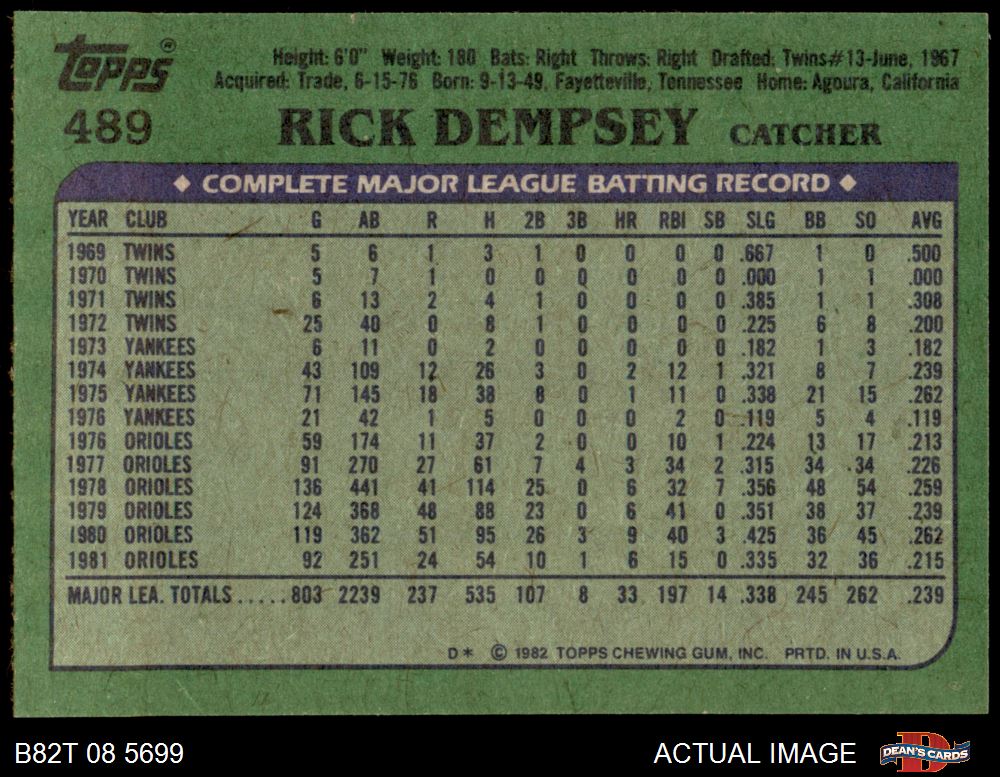 Topps®
Height: 6'0" Weight: 180 Bats: Right Throws: Right Drafted: Twins#13-June, 1967
Acquired: Trade, 6-15-76 Born: 9-13-49, Fayetteville, Tennessee Home: Agoura, California
489 RICK DEMPSEY CATCHER
◆ COMPLETE MAJOR LEAGUE BATTING RECORD ◆
YEAR CLUB G AB R H 2B 3B HR RBI SB SLG BB SO AVG
1969 TWINS 5 6 1 3 1 0 0 0 0 .667 1 0 .500
1970 TWINS 5 7 1 0 0 0 0 0 0 .000 1 1 .000
1971 TWINS 6 13 2 4 1 0 0 0 0 .385 1 1 .308
1972 TWINS 25 40 0 8 1 0 0 0 0 .225 6 8 .200
1973 YANKEES 6 11 0 2 0 0 0 0 0 .182 1 3 .182
1974 YANKEES 43 109 12 26 3 0 2 12 1 .321 8 7 .239
1975 YANKEES 71 145 18 38 8 0 1 11 0 .338 21 15 .262
1976 YANKEES 21 42 1 5 0 0 0 2 0 .119 5 4 .119
1976 ORIOLES 59 174 11 37 2 0 0 10 1 .224 13 17 .213
1977 ORIOLES 91 270 27 61 7 4 3 34 2 .315 34 34 .226
1978 ORIOLES 136 441 41 114 25 0 6 32 7 .356 48 54 .259
1979 ORIOLES 124 368 48 88 23 0 6 41 0 .351 38 37 .239
1980 ORIOLES 119 362 51 95 26 3 9 40 3 .425 36 45 .262
1981 ORIOLES 92 251 24 54 10 1 6 15 0 .335 32 36 .215
MAJOR LEA. TOTALS.....803 2239 237 535 107 8 33 197 14 .338 245 262 .239
D* © 1982 TOPPS CHEWING GUM, INC. PRTD. IN U.S.A.
B82T 08 5699 ACTUAL IMAGE DEAN'S CARDS